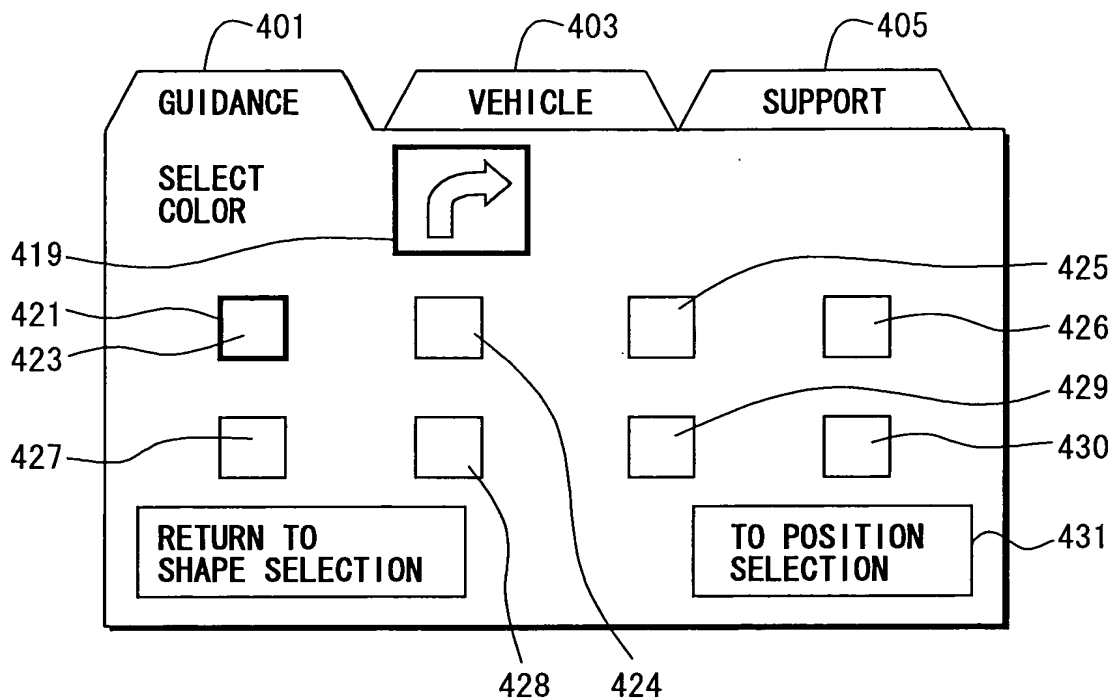 401
403
405
GUIDANCE
VEHICLE
SUPPORT
SELECT
COLOR
419
421
423
425
426
427
429
430
RETURN TO
SHAPE SELECTION
TO POSITION
SELECTION
431
428
424